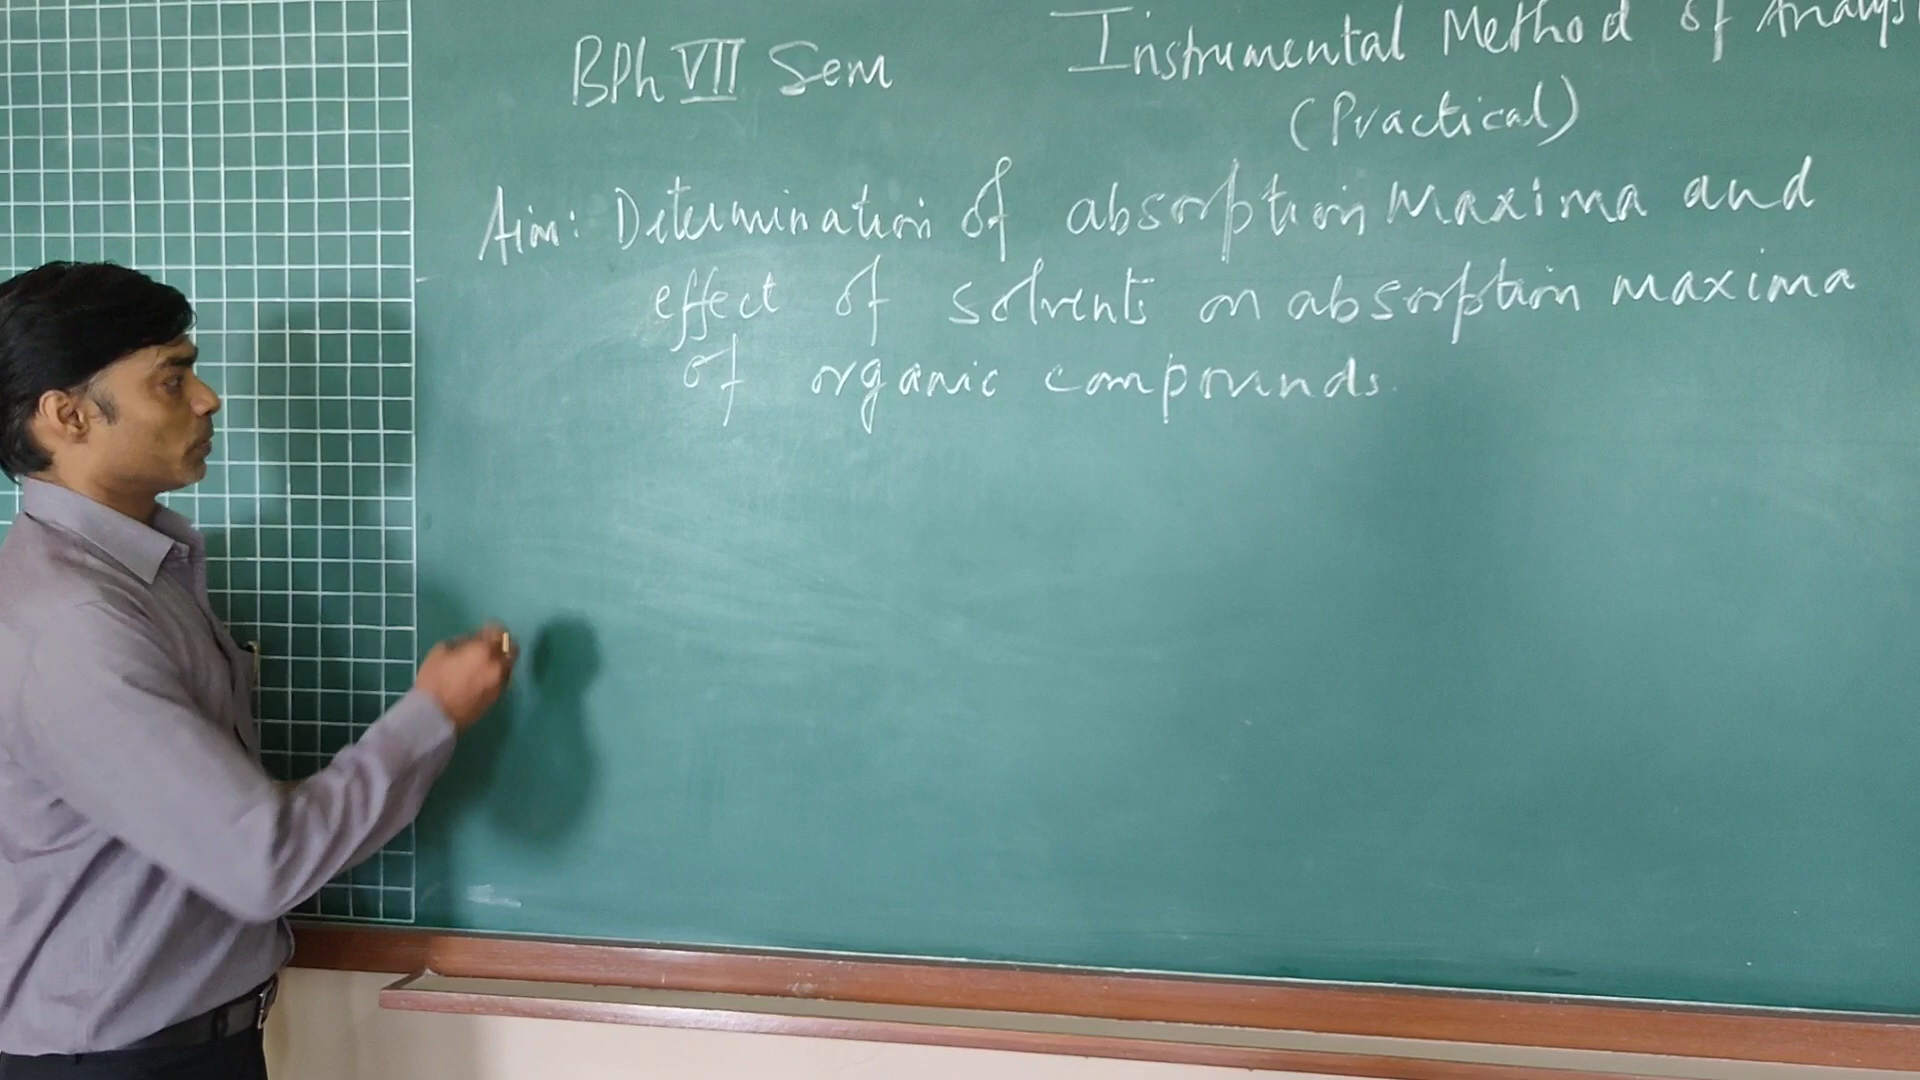 BPh VII Sem
Instrumental Method of Analys
(Practical)
Aim: Determination of absorption maxima and
effect of solvents on absorption maxima
of organic compounds.